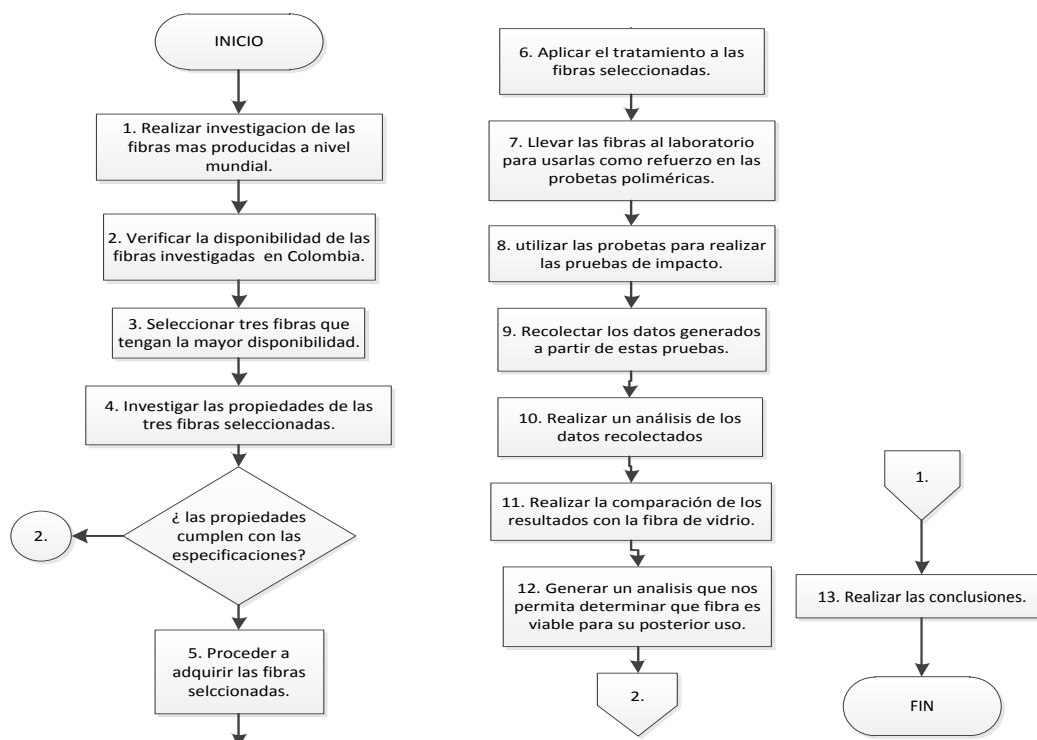 INICIO
1. Realizar investigacion de las
fibras mas producidas a nivel
mundial.
2. Verificar la disponibilidad de las
fibras investigadas en Colombia.
3. Seleccionar tres fibras que
tengan la mayor disponibilidad.
4. Investigar las propiedades de las
tres fibras seleccionadas.
¿ las propiedades
cumplen con las
especificaciones?
2.
5. Proceder a
adquirir las fibras
selccionadas.
6. Aplicar el tratamiento a las
fibras seleccionadas.
7. Llevar las fibras al laboratorio
para usarlas como refuerzo en las
probetas poliméricas.
8. utilizar las probetas para realizar
las pruebas de impacto.
9. Recolectar los datos generados
a partir de estas pruebas.
10. Realizar un análisis de los
datos recolectados
11. Realizar la comparación de los
resultados con la fibra de vidrio.
12. Generar un analisis que nos
permita determinar que fibra es
viable para su posterior uso.
2.
1.
13. Realizar las conclusiones.
FIN